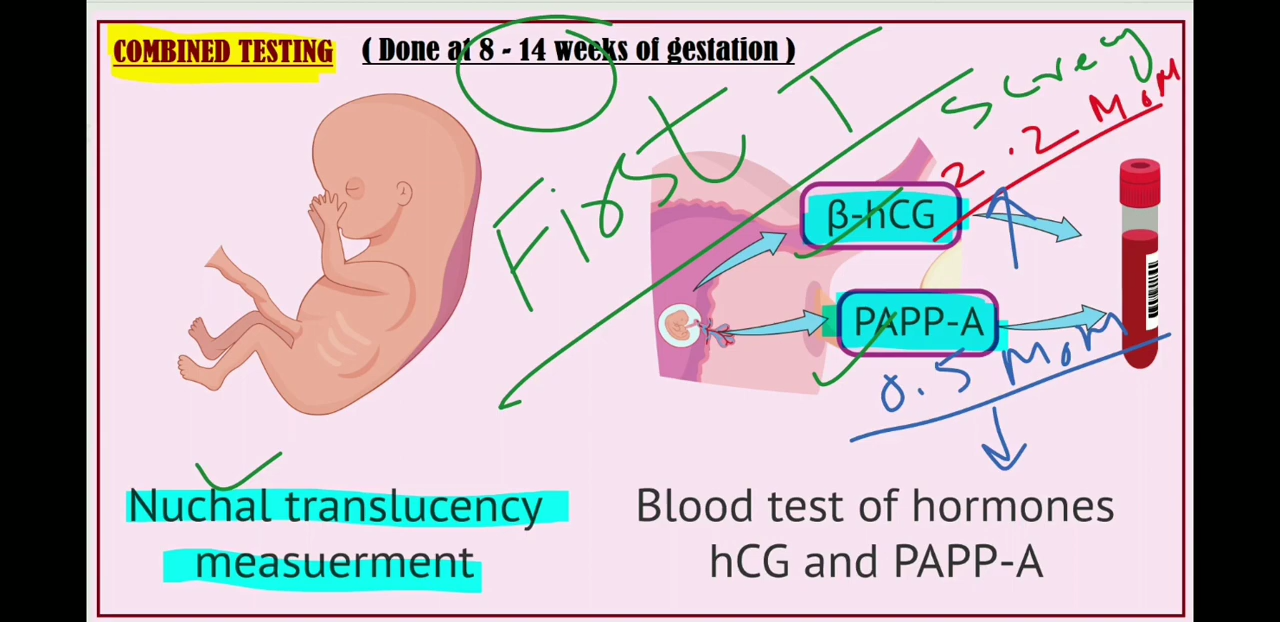 COMBINED TESTING ( Done at 8 - 14 weeks of gestation )
First T
Screeng
2.2 MoM
β-hCG
PAPP-A
0.5 MoM
Nuchal translucency
measuerment
Blood test of hormones
hCG and PAPP-A